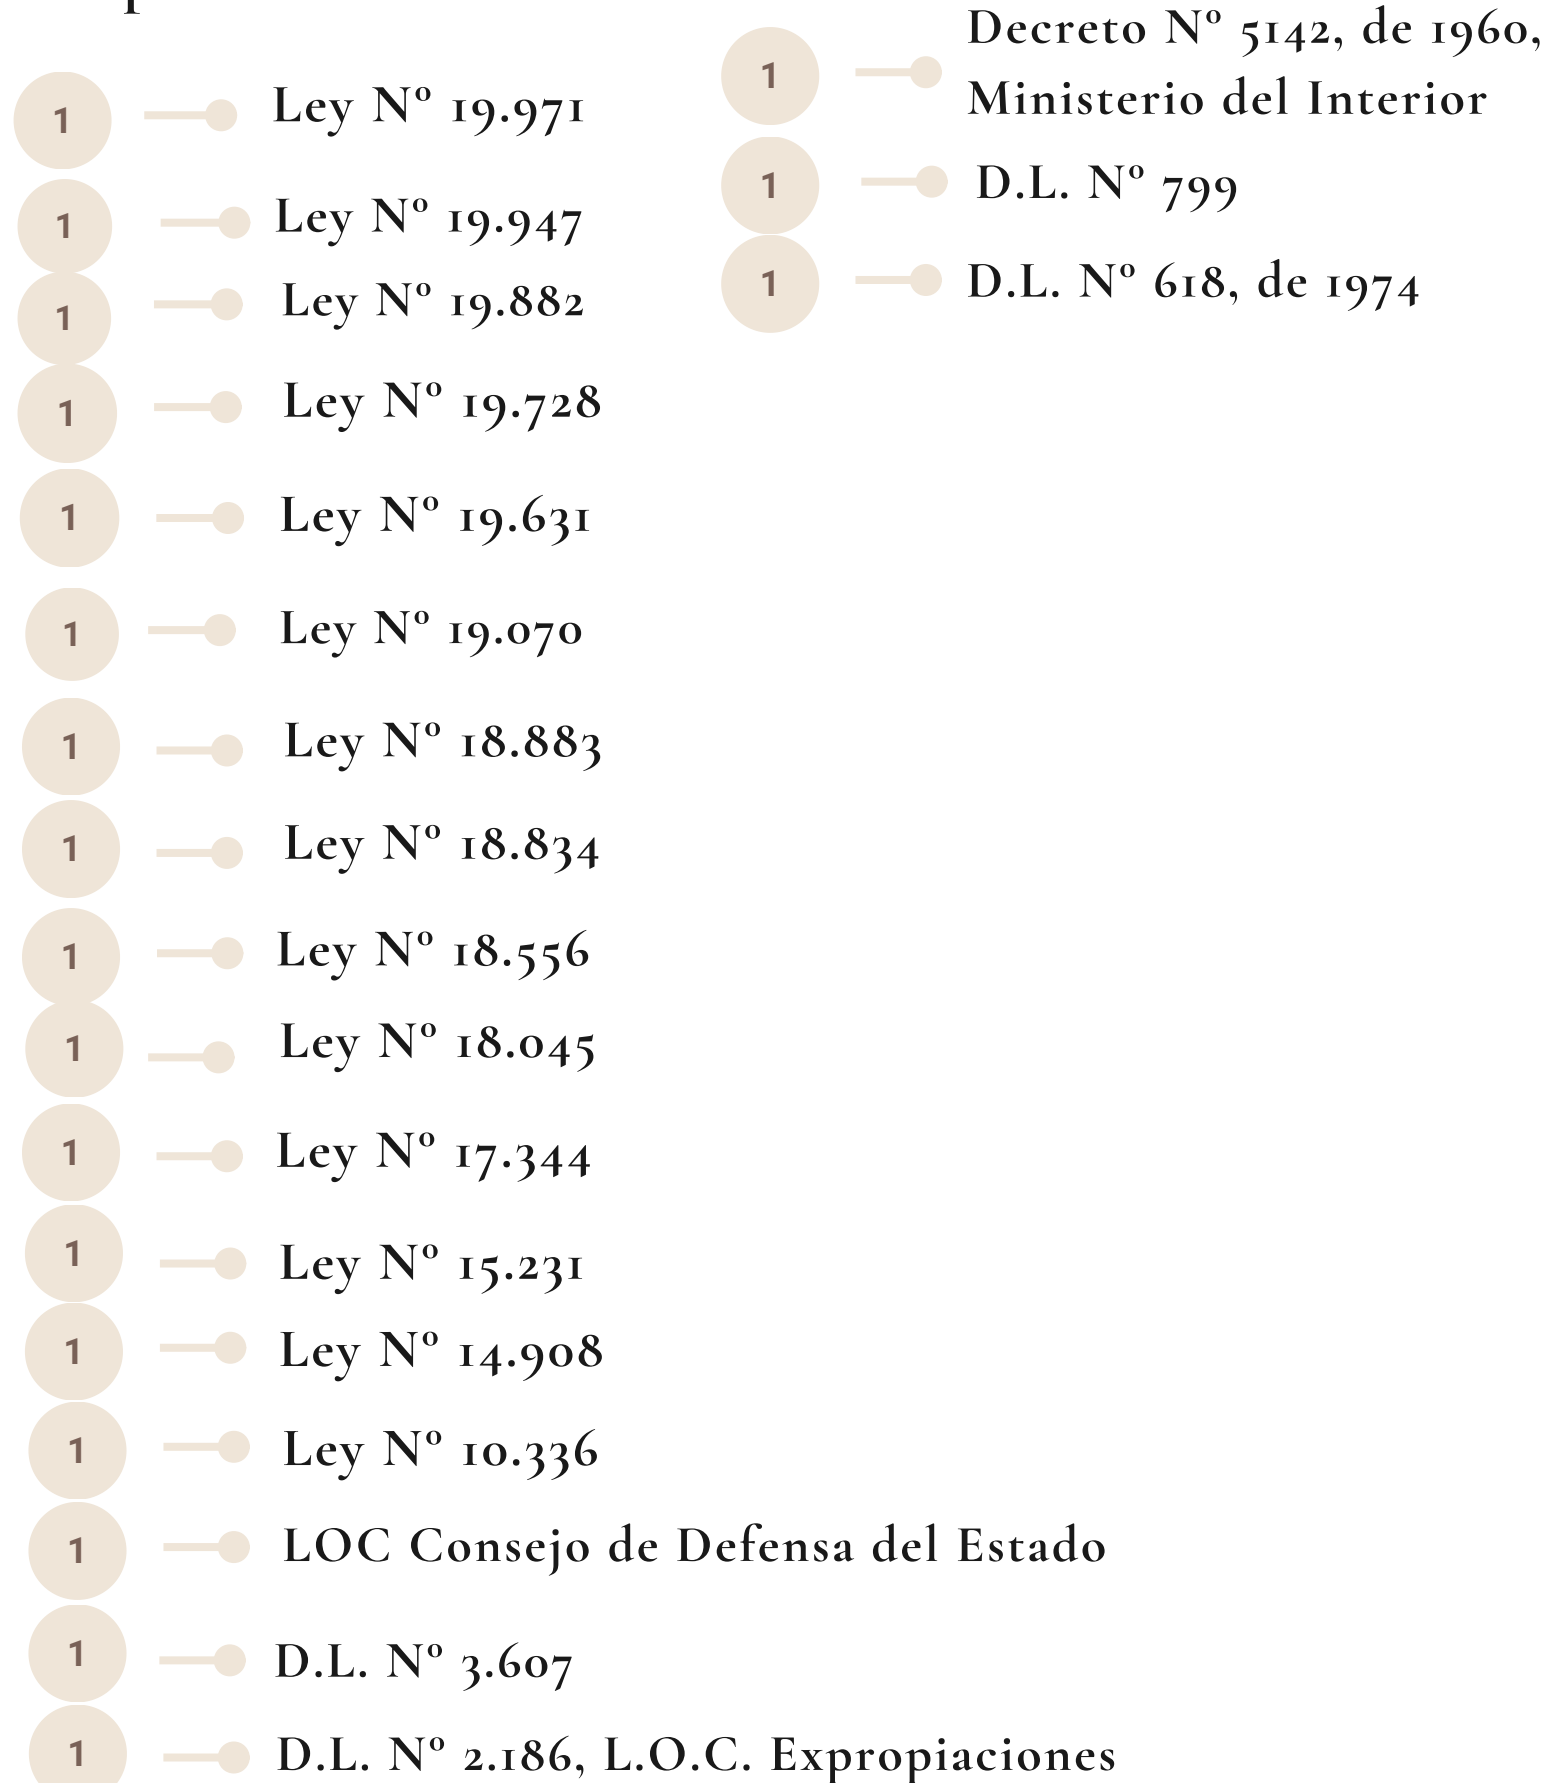 1 Ley Nº 19.971
1 Ley Nº 19.947
1 Ley Nº 19.882
1 Ley Nº 19.728
1 Ley Nº 19.631
1 Ley Nº 19.070
1 Ley Nº 18.883
1 Ley Nº 18.834
1 Ley Nº 18.556
1 Ley Nº 18.045
1 Ley Nº 17.344
1 Ley Nº 15.231
1 Ley Nº 14.908
1 Ley Nº 10.336
1 LOC Consejo de Defensa del Estado
1 D.L. Nº 3.607
1 D.L. Nº 2.186, L.O.C. Expropiaciones
1 Decreto Nº 5142, de 1960,
Ministerio del Interior
1 D.L. Nº 799
1 D.L. Nº 618, de 1974